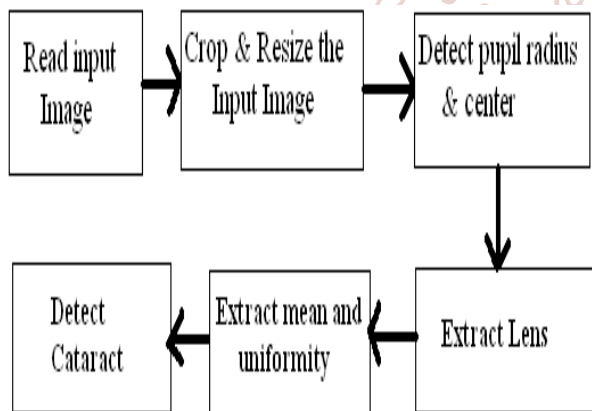 Read input
Image
Crop & Resize the
Input Image
Detect pupil radius
& center
Extract Lens
Extract mean and
uniformity
Detect
Cataract